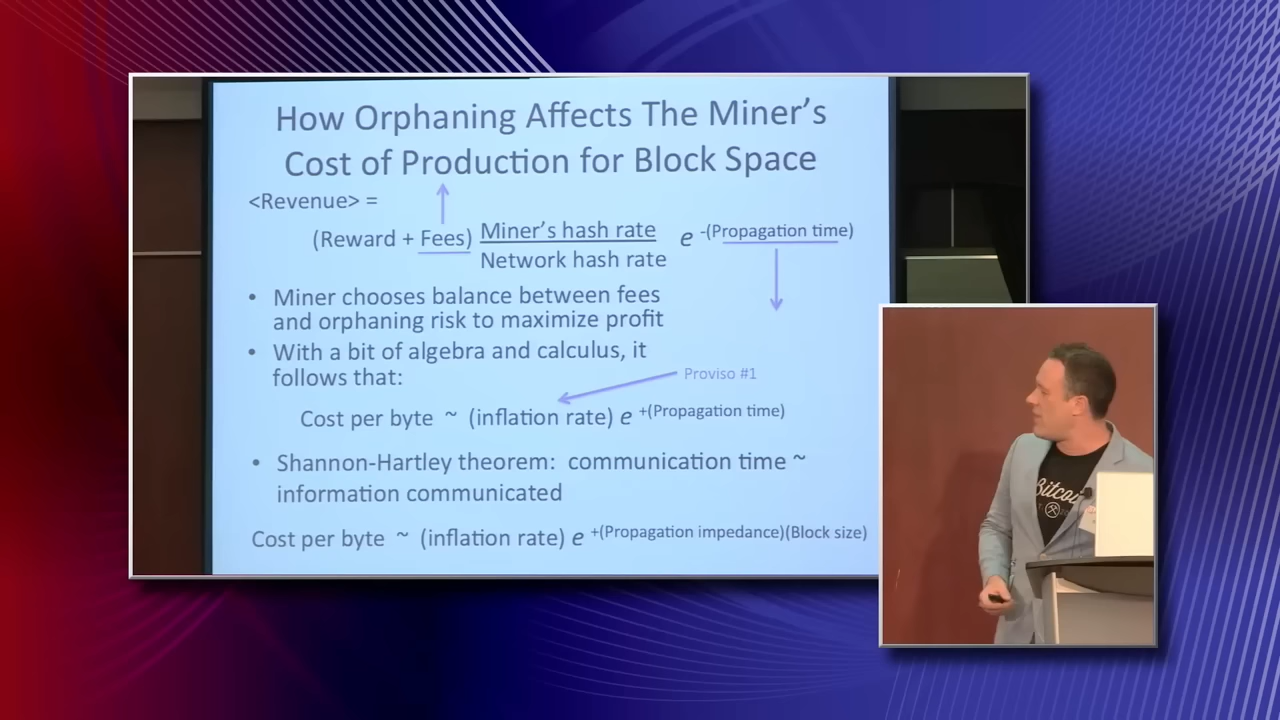 How Orphaning Affects The Miner's
Cost of Production for Block Space
<Revenue> =
(Reward + Fees) Miner's hash rate e -(Propagation time)
Network hash rate
• Miner chooses balance between fees
and orphaning risk to maximize profit
• With a bit of algebra and calculus, it
follows that:
Proviso #1
Cost per byte ~ (inflation rate) e +(Propagation time)
• Shannon-Hartley theorem: communication time ~
information communicated
Cost per byte ~ (inflation rate) e +(Propagation impedance)(Block size)
Bitcoin